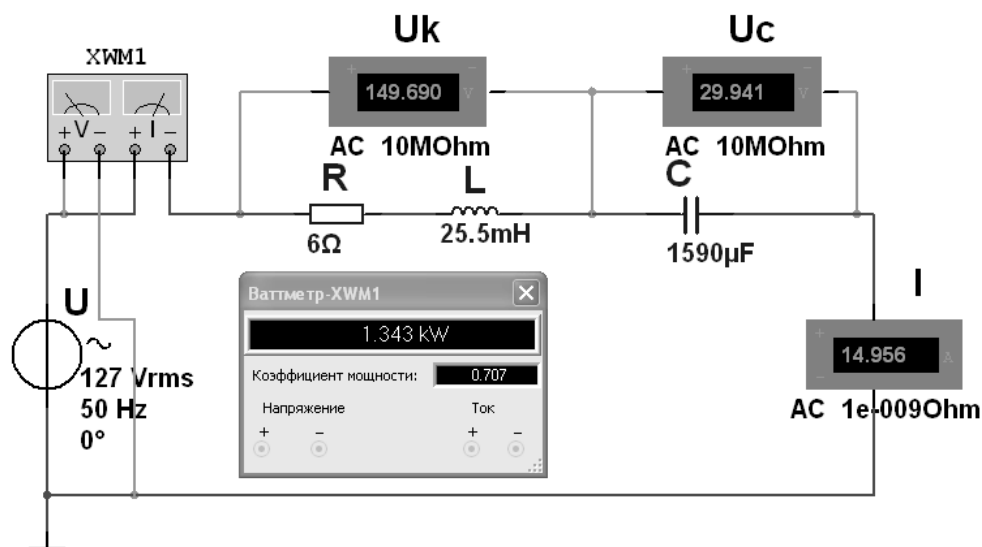 Uk
Uc
XWM1
149.690 V
29.941 V
+ V - + I -
AC 10MOhm
AC 10MOhm
R
L
C
6Ω
25.5mH
1590µF
Ваттметр-XWM1
1.343 kW
Коэффициент мощности: 0.707
Напряжение
Ток
+ - + -
U
~
127 Vrms
50 Hz
0°
I
14.956 A
AC 1e-009Ohm